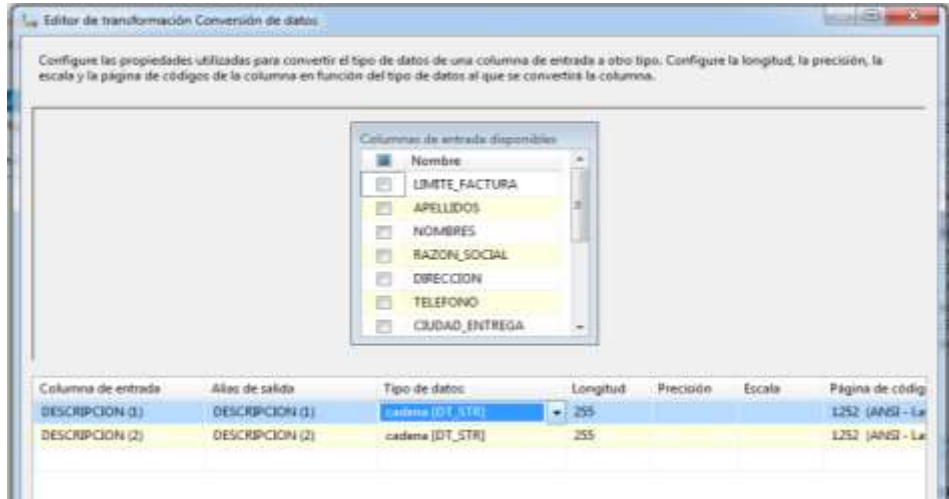 Editor de transformación Conversión de datos
Configure las propiedades utilizadas para convertir el tipo de datos de una columna de entrada a otro tipo. Configure la longitud, la precisión, la
escala y la página de códigos de la columna en función del tipo de datos al que se convertirá la columna.
Columnas de entrada disponibles
Nombre
LIMITE_FACTURA
APELLIDOS
NOMBRES
RAZON_SOCIAL
DIRECCION
TELEFONO
CIUDAD_ENTREGA
Columna de entrada Alias de salida Tipo de datos Longitud Precisión Escala Página de códig
DESCRIPCION (1) DESCRIPCION (1) cadena [DT_STR] 255 1252 (ANSI - La
DESCRIPCION (2) DESCRIPCION (2) cadena [DT_STR] 255 1252 (ANSI - La